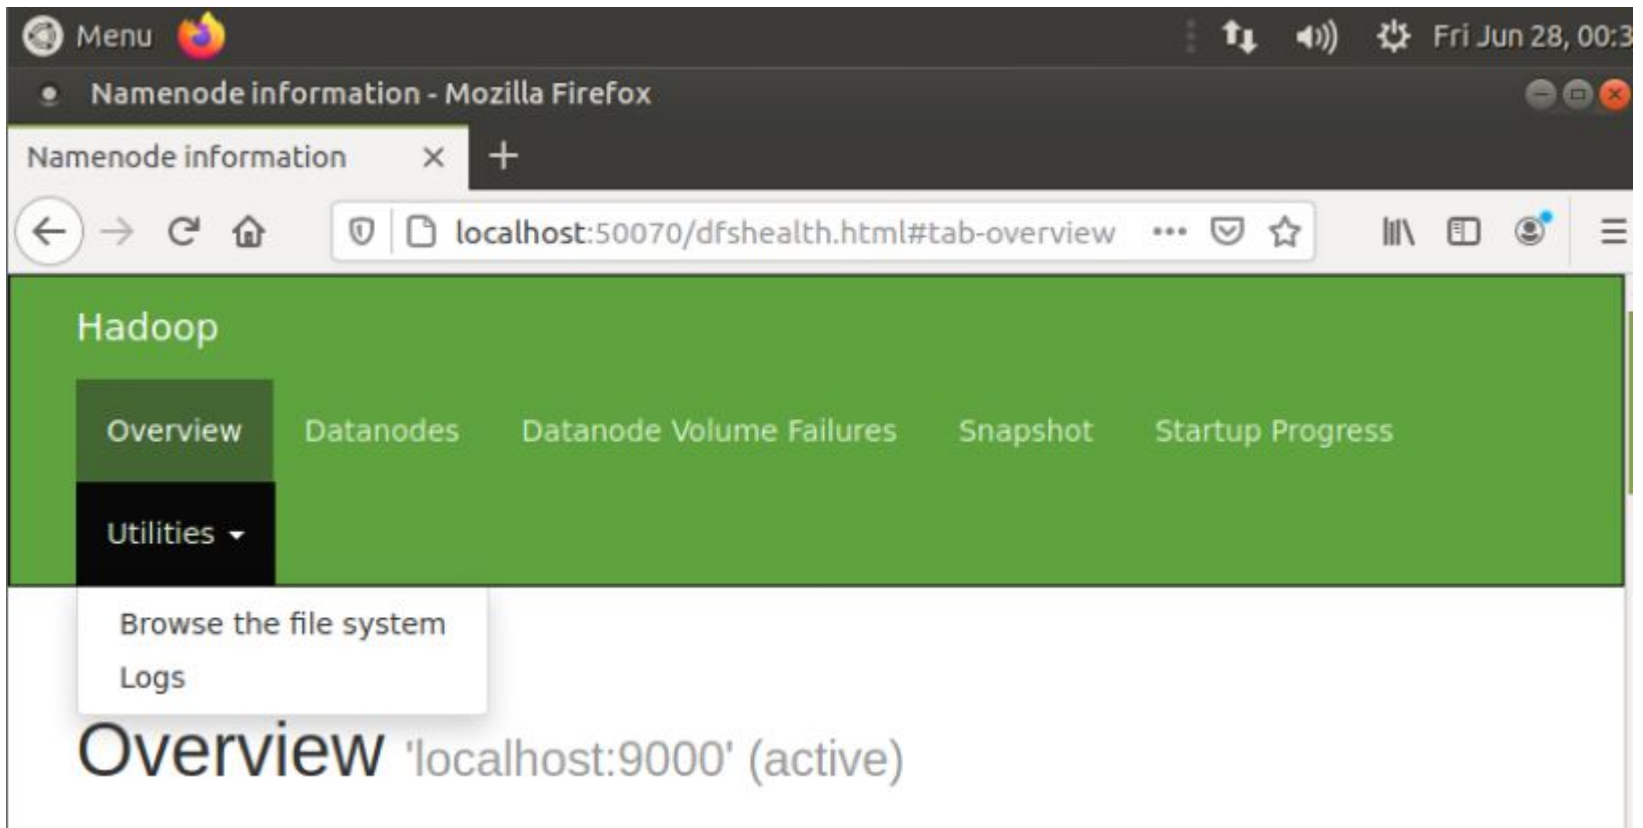 Menu Fri Jun 28, 00:3
Namenode information - Mozilla Firefox
Namenode information
localhost:50070/dfshealth.html#tab-overview
Hadoop
Overview Datanodes Datanode Volume Failures Snapshot Startup Progress
Utilities
Browse the file system
Logs
Overview 'localhost:9000' (active)